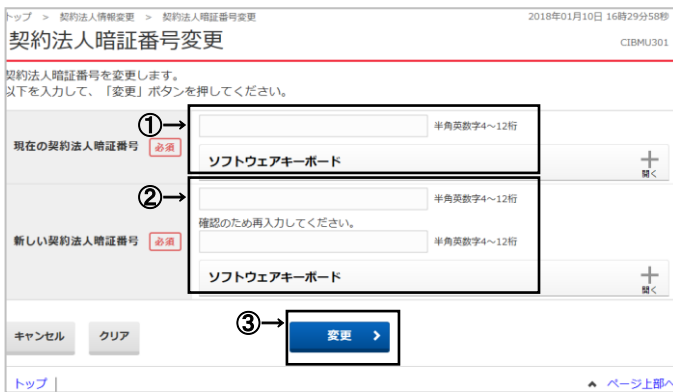 トップ > 契約法人情報変更 > 契約法人暗証番号変更 2018年01月10日 16時29分58秒
契約法人暗証番号変更 CIBMU301
契約法人暗証番号を変更します。
以下を入力して、「変更」ボタンを押してください。
①→ 半角英数字4～12桁
現在の契約法人暗証番号 必須
ソフトウェアキーボード 開く
②→ 半角英数字4～12桁
確認のため再入力してください。
新しい契約法人暗証番号 必須 半角英数字4～12桁
ソフトウェアキーボード 開く
キャンセル クリア ③→ 変更
トップ | ページ上部へ